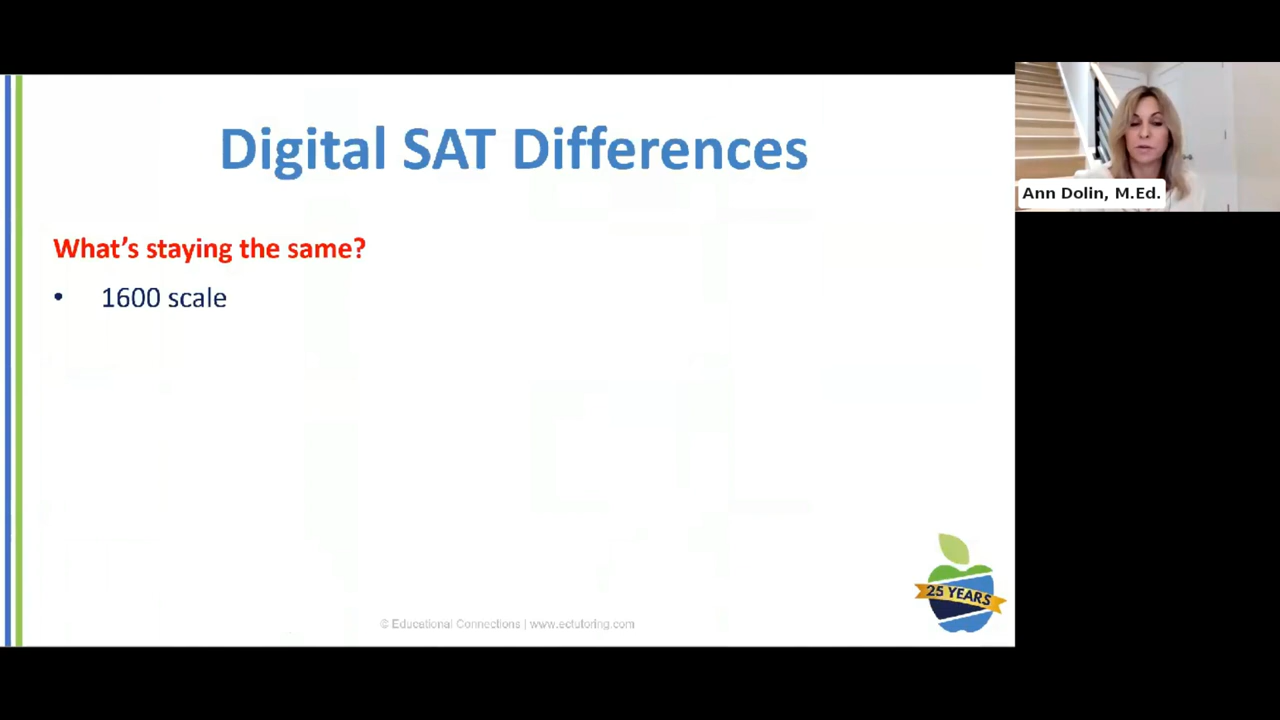 Digital SAT Differences
What's staying the same?
• 1600 scale
© Educational Connections | www.ectutoring.com
25 YEARS
Ann Dolin, M.Ed.